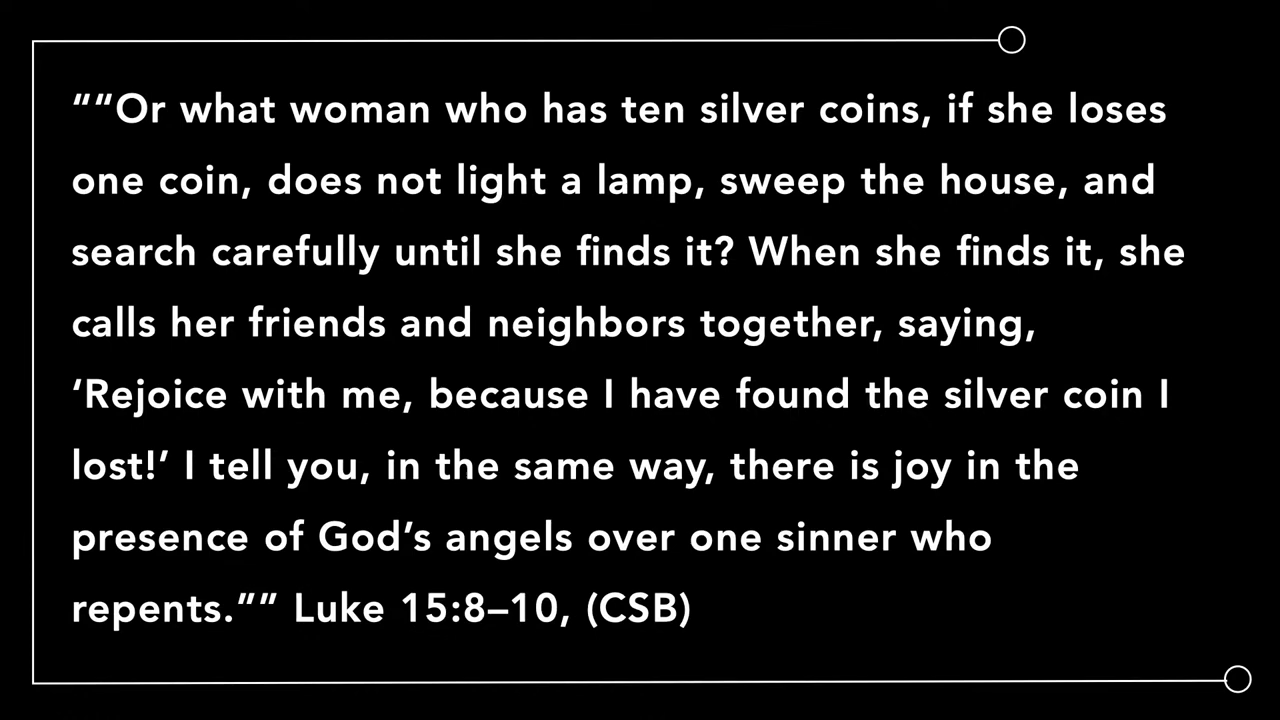 ““Or what woman who has ten silver coins, if she loses
one coin, does not light a lamp, sweep the house, and
search carefully until she finds it? When she finds it, she
calls her friends and neighbors together, saying,
‘Rejoice with me, because I have found the silver coin I
lost!’ I tell you, in the same way, there is joy in the
presence of God’s angels over one sinner who
repents.”” Luke 15:8–10, (CSB)